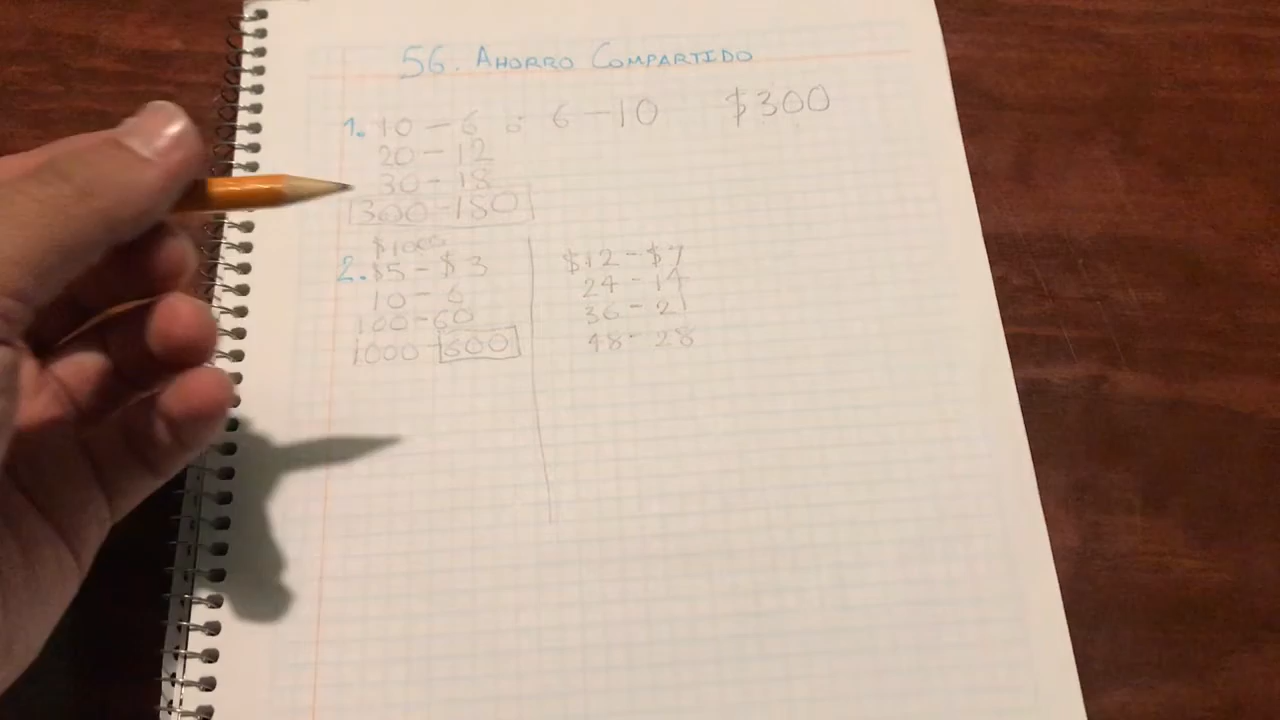 56. AHORRO COMPARTIDO
1. 10 - 6 ó 6 - 10 $300
20 - 12
30 - 18
300 - 180
$1000
2. $5 - $3
10 - 6
100 - 60
1000 - 600
$12 - $7
24 - 14
36 - 21
48 - 28